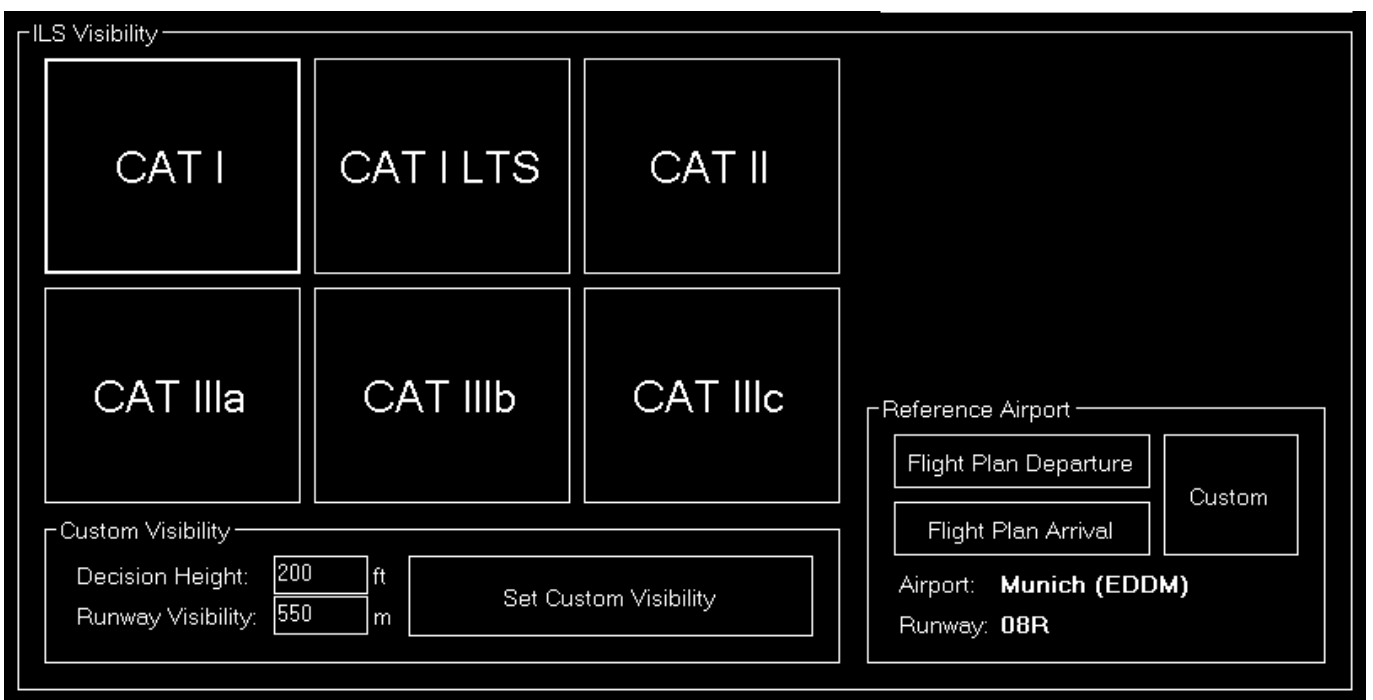 ILS Visibility
CAT I
CAT I LTS
CAT II
CAT IIIa
CAT IIIb
CAT IIIc
Custom Visibility
Decision Height: 200 ft
Runway Visibility: 550 m
Set Custom Visibility
Reference Airport
Flight Plan Departure
Flight Plan Arrival
Custom
Airport: Munich (EDDM)
Runway: 08R